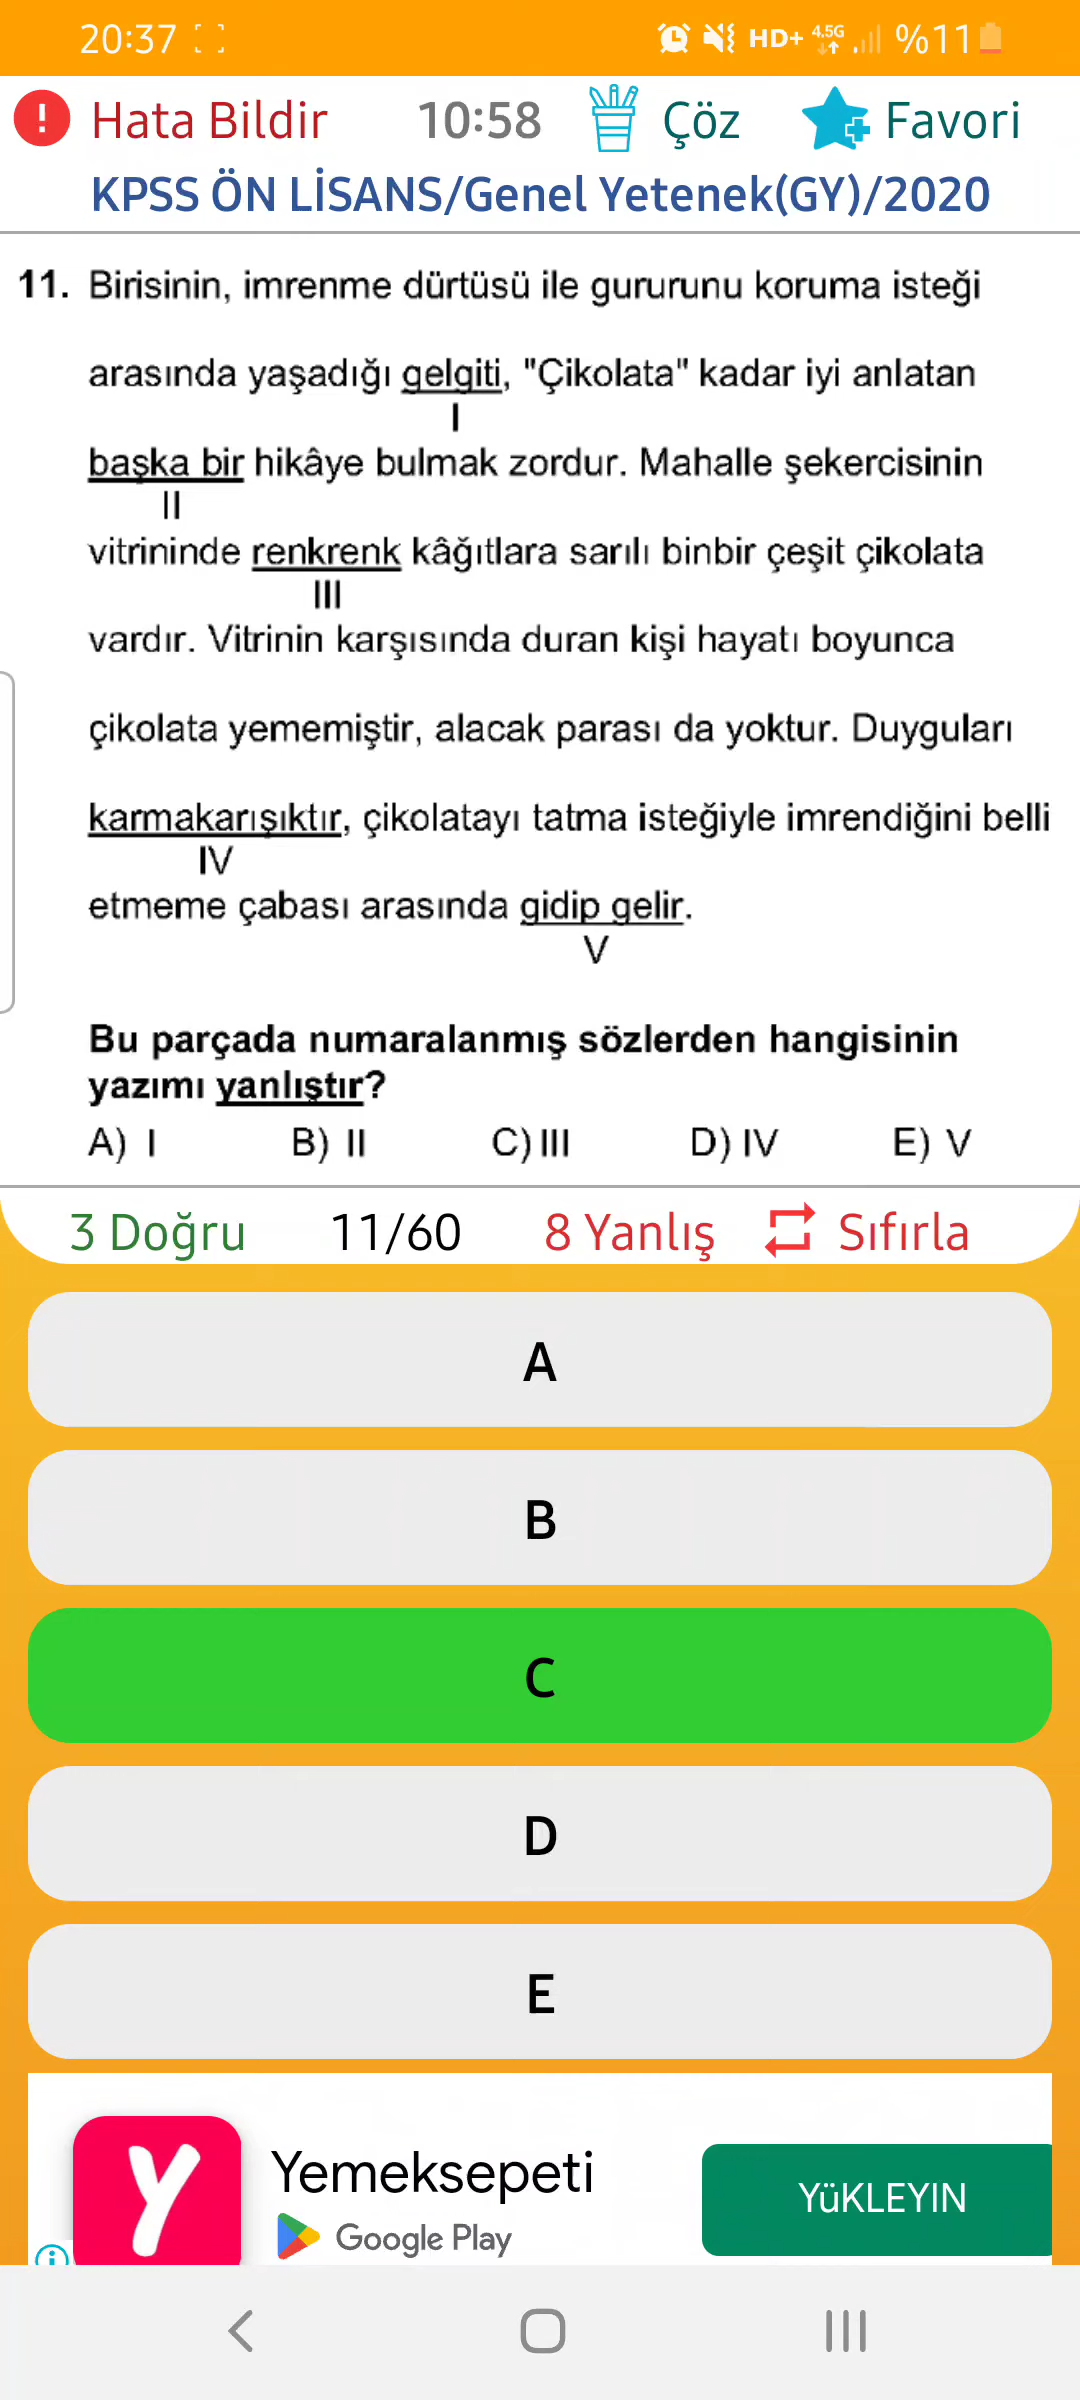 20:37 HD+ 4.5G %11
Hata Bildir 10:58 Çöz Favori
KPSS ÖN LİSANS/Genel Yetenek(GY)/2020
11. Birisinin, imrenme dürtüsü ile gururunu koruma isteği
arasında yaşadığı gelgiti, "Çikolata" kadar iyi anlatan
I
başka bir hikâye bulmak zordur. Mahalle şekercisinin
II
vitrininde renkrenk kâğıtlara sarılı binbir çeşit çikolata
III
vardır. Vitrinin karşısında duran kişi hayatı boyunca
çikolata yememiştir, alacak parası da yoktur. Duyguları
karmakarışıktır, çikolatayı tatma isteğiyle imrendiğini belli
IV
etmeme çabası arasında gidip gelir.
V
Bu parçada numaralanmış sözlerden hangisinin
yazımı yanlıştır?
A) I B) II C) III D) IV E) V
3 Doğru 11/60 8 Yanlış Sıfırla
A
B
C
D
E
Yemeksepeti
Google Play
YüKLEYIN